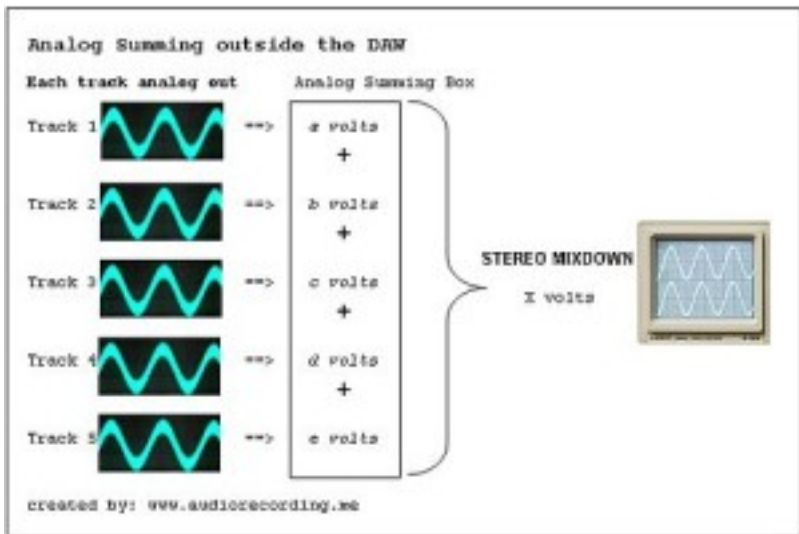 Analog Summing outside the DAW
Each track analog out
Analog Summing Box
Track 1 ==> a volts
+
Track 2 ==> b volts
+
Track 3 ==> c volts
+
Track 4 ==> d volts
+
Track 5 ==> e volts
STEREO MIXDOWN
X volts
created by: www.audiorecording.me